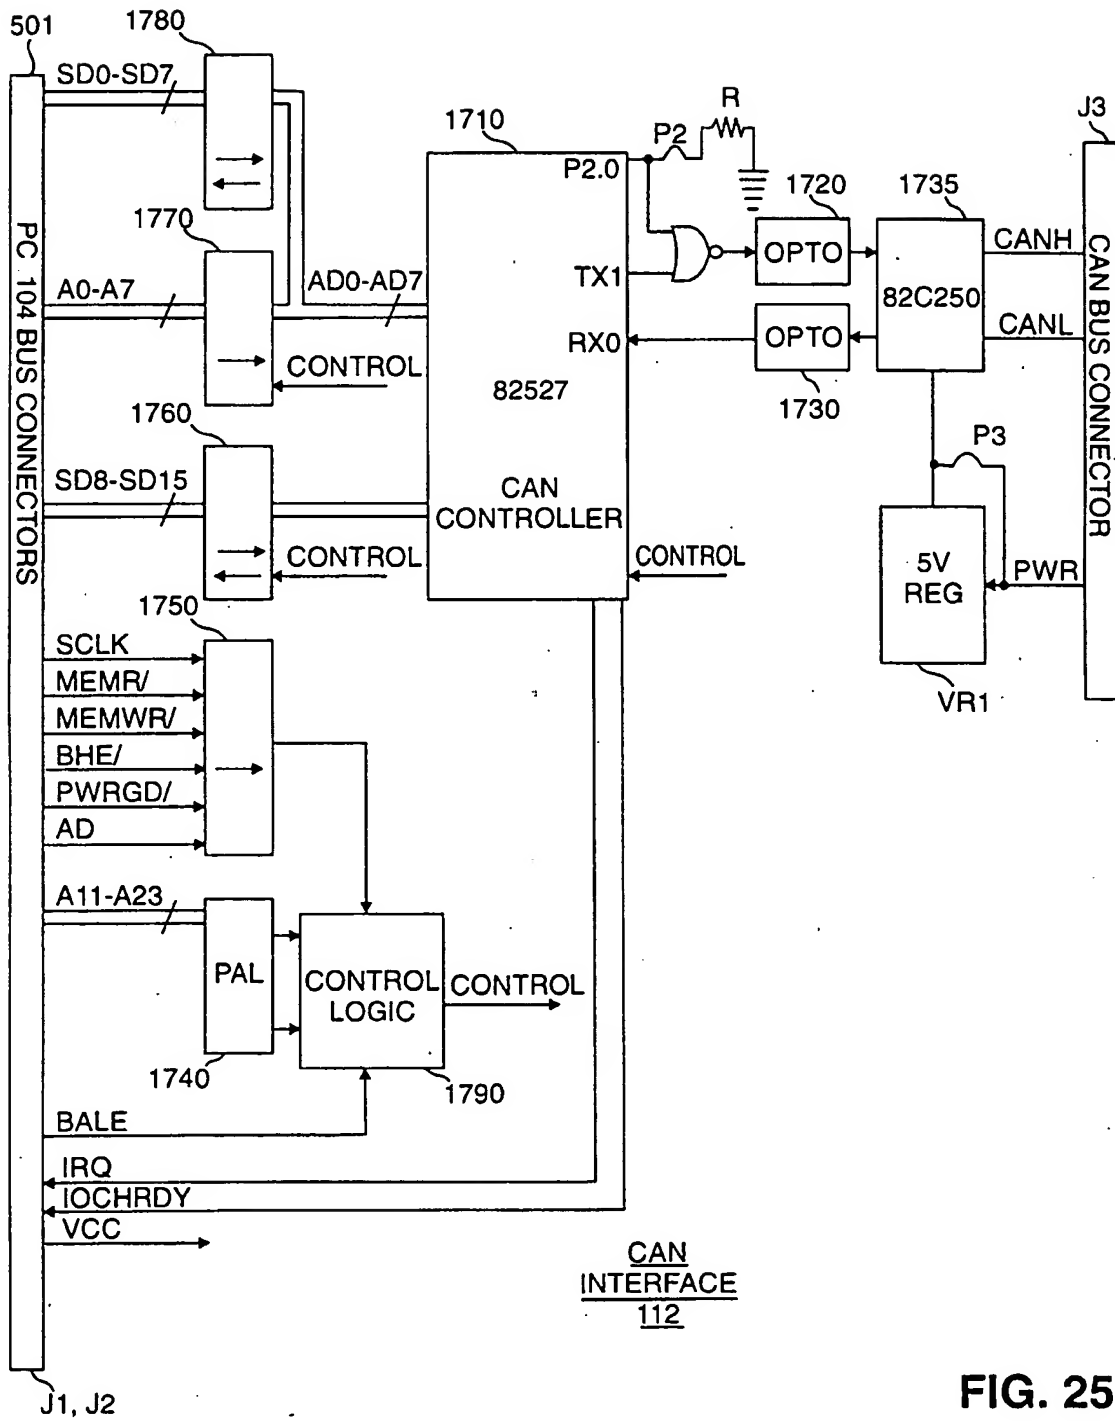 501
1780
SD0-SD7
1710
P2.0
P2
R
J3
1720
1735
1770
OPTO
CANH
TX1
82C250
A0-A7
AD0-AD7
RX0
OPTO
CANL
CONTROL
82527
1730
PC 104 BUS CONNECTORS
CAN BUS CONNECTOR
1760
P3
SD8-SD15
CAN
CONTROLLER
CONTROL
CONTROL
5V
REG
PWR
1750
SCLK
MEMR/
VR1
MEMWR/
BHE/
PWRGD/
AD
A11-A23
PAL
CONTROL
LOGIC
CONTROL
1740
1790
BALE
IRQ
IOCHRDY
VCC
CAN
INTERFACE
112
J1, J2
FIG. 25